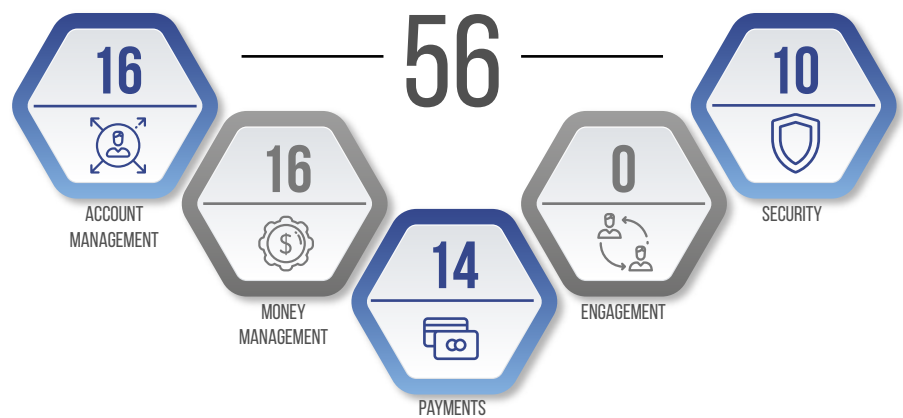 56
16
ACCOUNT
MANAGEMENT
16
$
MONEY
MANAGEMENT
14
PAYMENTS
0
ENGAGEMENT
10
SECURITY